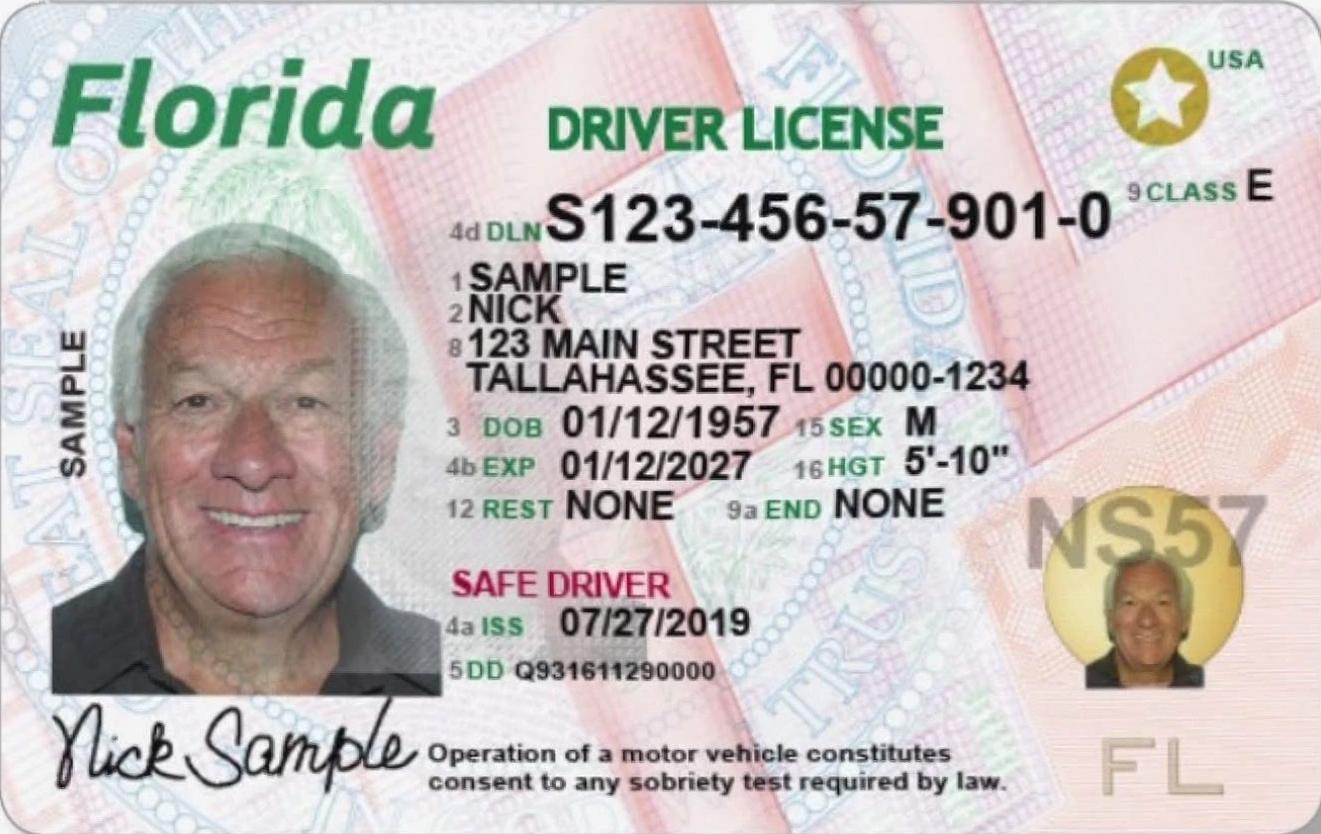 Florida
DRIVER LICENSE
USA
9 CLASS E
4d DLN S123-456-57-901-0
1 SAMPLE
2 NICK
8 123 MAIN STREET
TALLAHASSEE, FL 00000-1234
3 DOB 01/12/1957 15 SEX M
4b EXP 01/12/2027 16 HGT 5'-10"
12 REST NONE 9a END NONE
SAMPLE
NS57
SAFE DRIVER
4a ISS 07/27/2019
5 DD Q931611290000
Nick Sample
Operation of a motor vehicle constitutes
consent to any sobriety test required by law.
FL